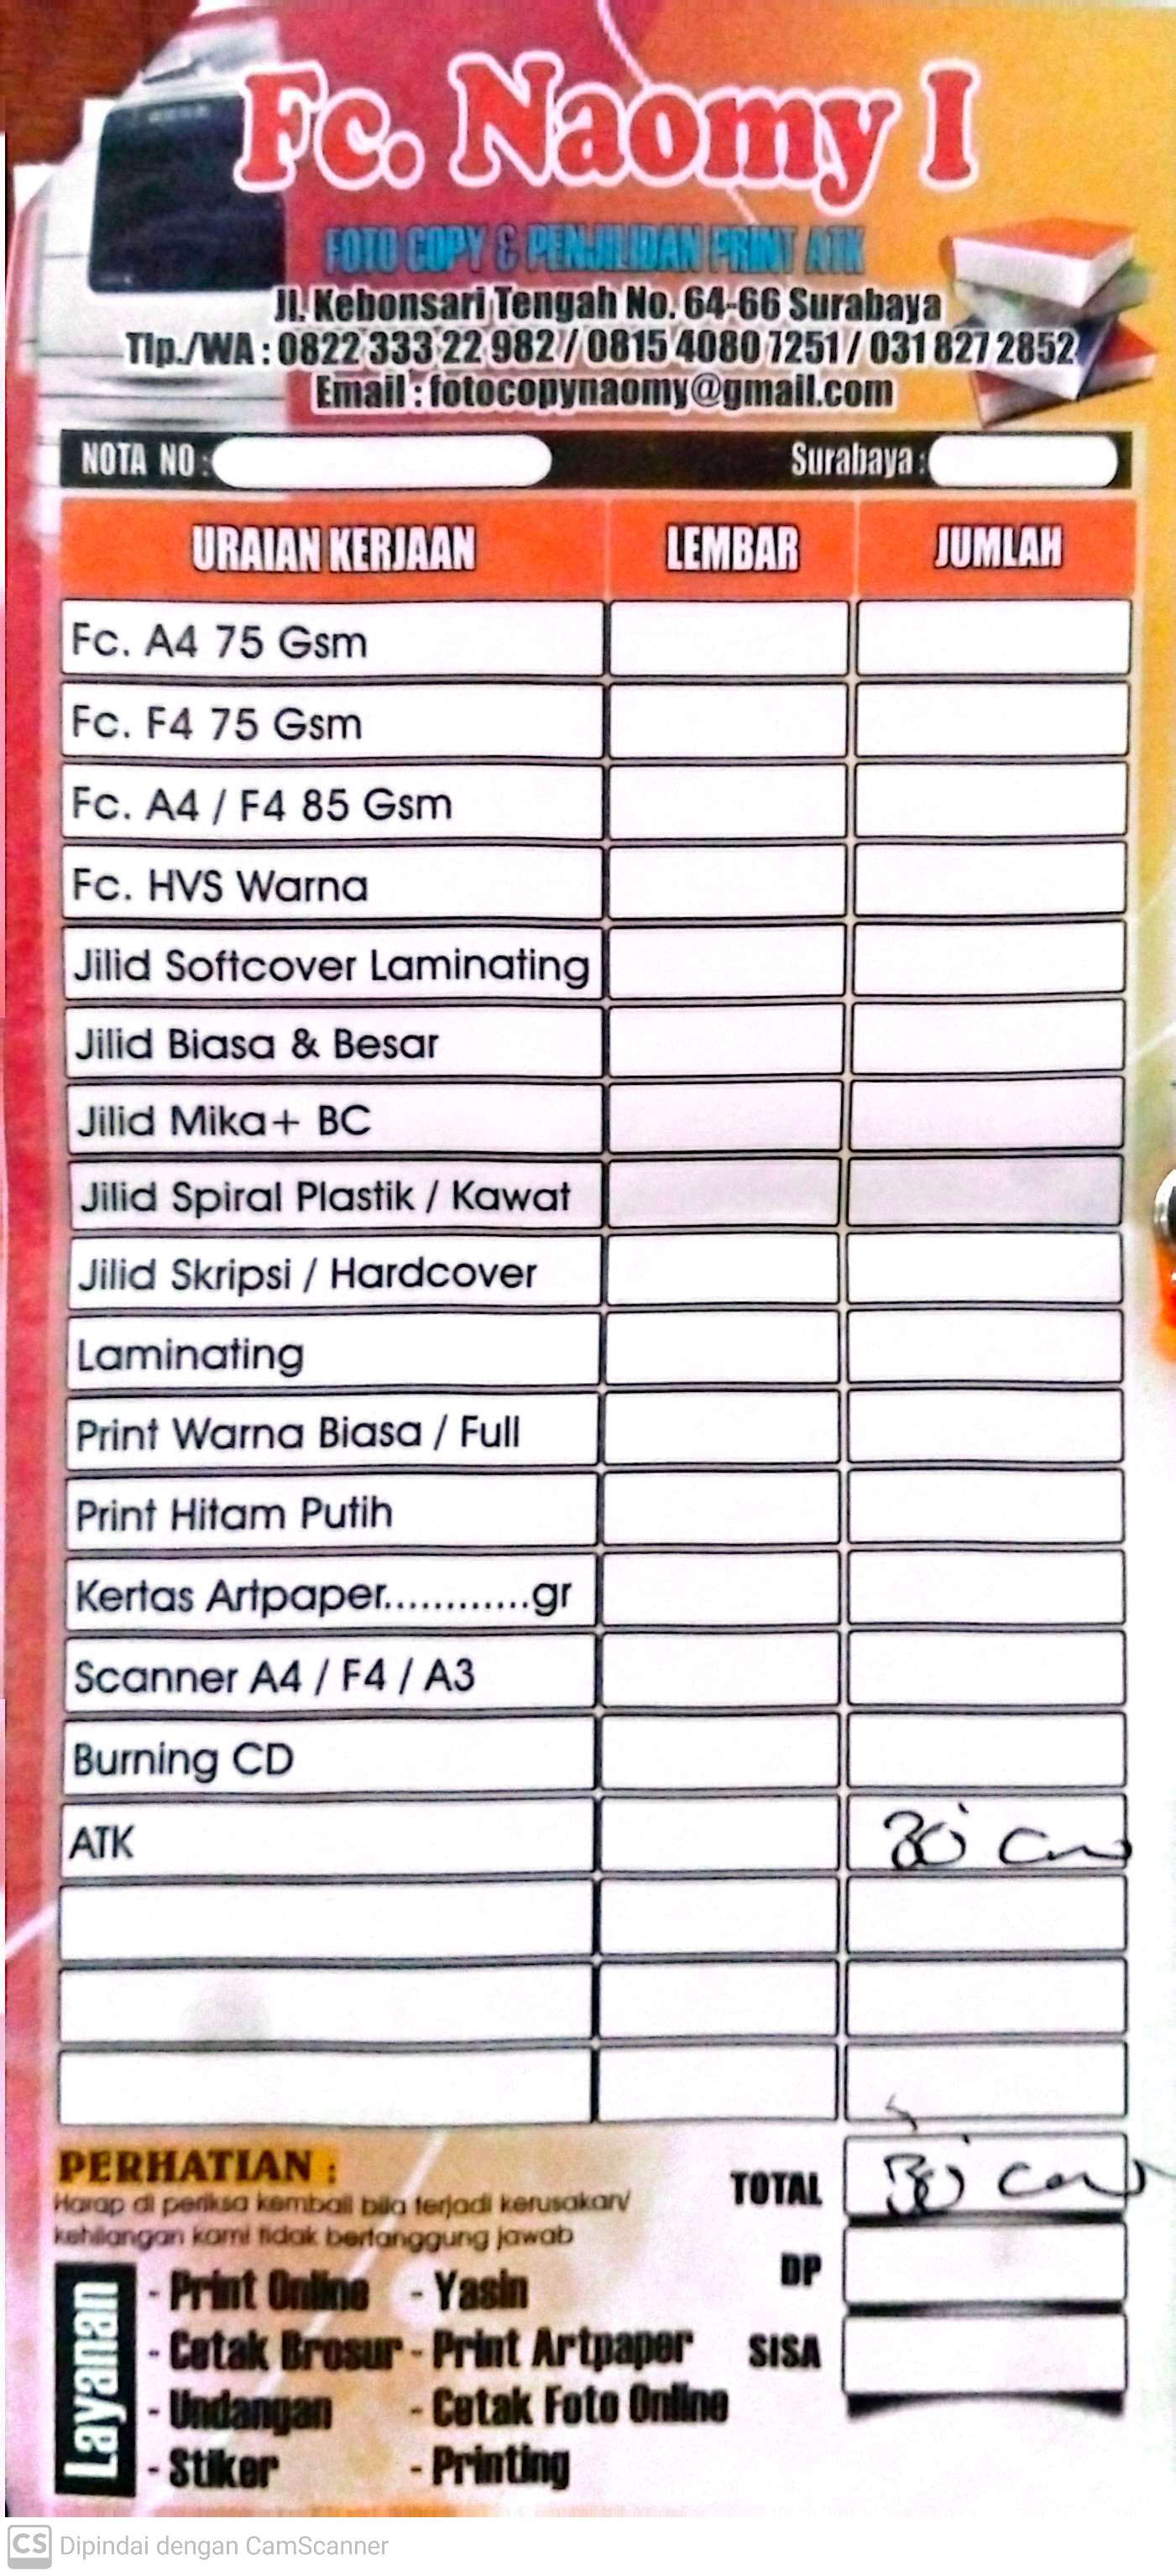 Fc. Naomy I
FOTO COPY & PENJILIDAN PRINT ATK
Jl. Kebonsari Tengah No. 64-66 Surabaya
Tlp./WA : 0822 333 22 982 / 0815 4080 7251 / 031 827 2852
Email : fotocopynaomy@gmail.com
NOTA NO : Surabaya :
URAIAN KERJAAN LEMBAR JUMLAH
Fc. A4 75 Gsm
Fc. F4 75 Gsm
Fc. A4 / F4 85 Gsm
Fc. HVS Warna
Jilid Softcover Laminating
Jilid Biasa & Besar
Jilid Mika+ BC
Jilid Spiral Plastik / Kawat
Jilid Skripsi / Hardcover
Laminating
Print Warna Biasa / Full
Print Hitam Putih
Kertas Artpaper............gr
Scanner A4 / F4 / A3
Burning CD
ATK
PERHATIAN :
Harap di periksa kembali bila terjadi kerusakan/
kehilangan kami tidak bertanggung jawab
TOTAL
DP
SISA
Layanan
- Print Online - Yasin
- Cetak Brosur - Print Artpaper
- Undangan - Cetak Foto Online
- Stiker - Printing
CS Dipindai dengan CamScanner